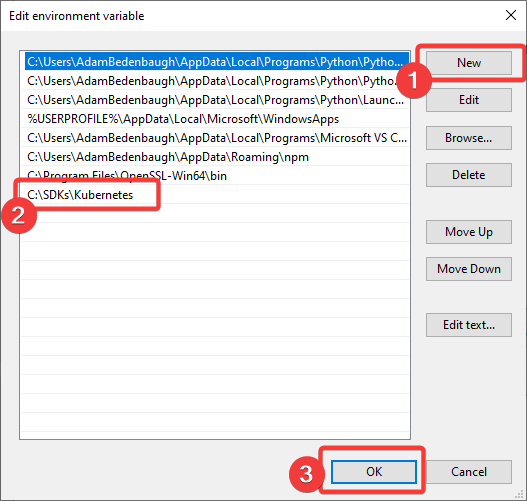 Edit environment variable
C:\Users\AdamBedenbaugh\AppData\Local\Programs\Python\Pytho...
C:\Users\AdamBedenbaugh\AppData\Local\Programs\Python\Pytho...
C:\Users\AdamBedenbaugh\AppData\Local\Programs\Python\Launc...
%USERPROFILE%\AppData\Local\Microsoft\WindowsApps
C:\Users\AdamBedenbaugh\AppData\Local\Programs\Microsoft VS C...
C:\Users\AdamBedenbaugh\AppData\Roaming\npm
C:\Program Files\OpenSSL-Win64\bin
C:\SDKs\Kubernetes
1
2
3
New
Edit
Browse...
Delete
Move Up
Move Down
Edit text...
OK
Cancel